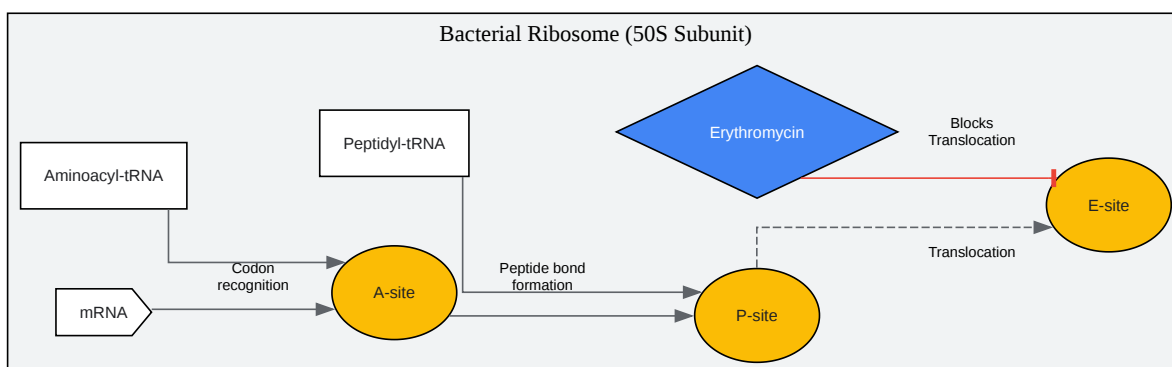 Bacterial Ribosome (50S Subunit)
Erythromycin
Blocks
Translocation
Peptidyl-tRNA
Aminoacyl-tRNA
E-site
Translocation
Codon
recognition
Peptide bond
formation
A-site
mRNA
P-site